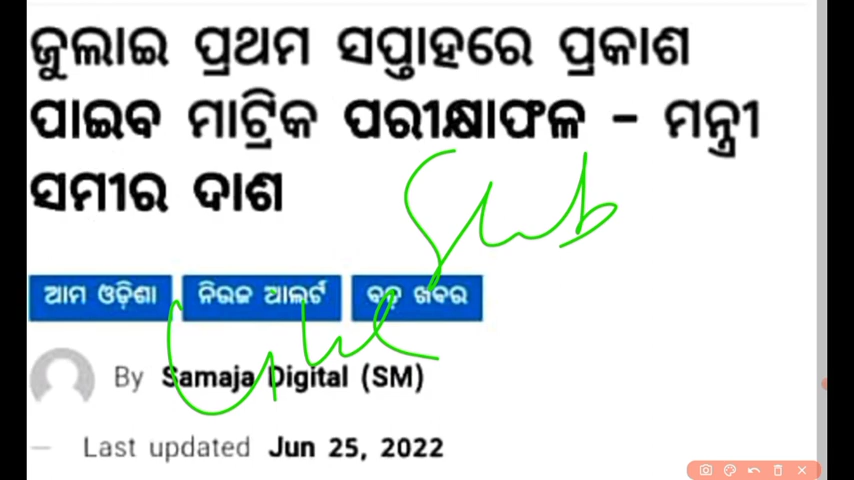 ଜୁଲାଇ ପ୍ରଥମ ସପ୍ତାହରେ ପ୍ରକାଶ
ପାଇବ ମାଟ୍ରିକ ପରୀକ୍ଷାଫଳ - ମନ୍ତ୍ରୀ
ସମୀର ଦାଶ
ଆମ ଓଡ଼ିଶା ନିଉଜ ଆଲର୍ଟ ବଡ଼ ଖବର
By Samaja Digital (SM)
— Last updated Jun 25, 2022